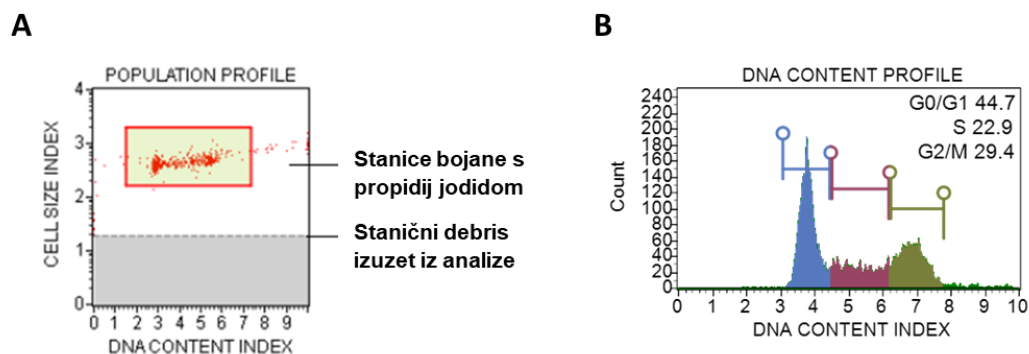 A
POPULATION PROFILE
4
3
2
1
0
CELL SIZE INDEX
0 1 2 3 4 5 6 7 8 9
DNA CONTENT INDEX
Stanice bojane s
propidij jodidom
Stanični debris
izuzet iz analize
B
DNA CONTENT PROFILE
G0/G1 44.7
S 22.9
G2/M 29.4
240
220
200
180
160
140
120
100
80
60
40
20
0
Count
0 1 2 3 4 5 6 7 8 9 10
DNA CONTENT INDEX